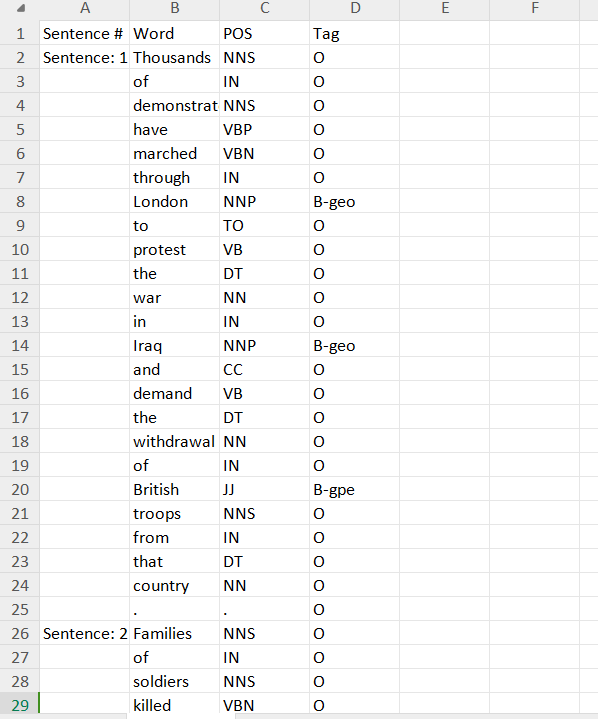 A B C D E F
1 Sentence # Word POS Tag
2 Sentence: 1 Thousands NNS O
3 of IN O
4 demonstrat NNS O
5 have VBP O
6 marched VBN O
7 through IN O
8 London NNP B-geo
9 to TO O
10 protest VB O
11 the DT O
12 war NN O
13 in IN O
14 Iraq NNP B-geo
15 and CC O
16 demand VB O
17 the DT O
18 withdrawal NN O
19 of IN O
20 British JJ B-gpe
21 troops NNS O
22 from IN O
23 that DT O
24 country NN O
25 . . O
26 Sentence: 2 Families NNS O
27 of IN O
28 soldiers NNS O
29 killed VBN O